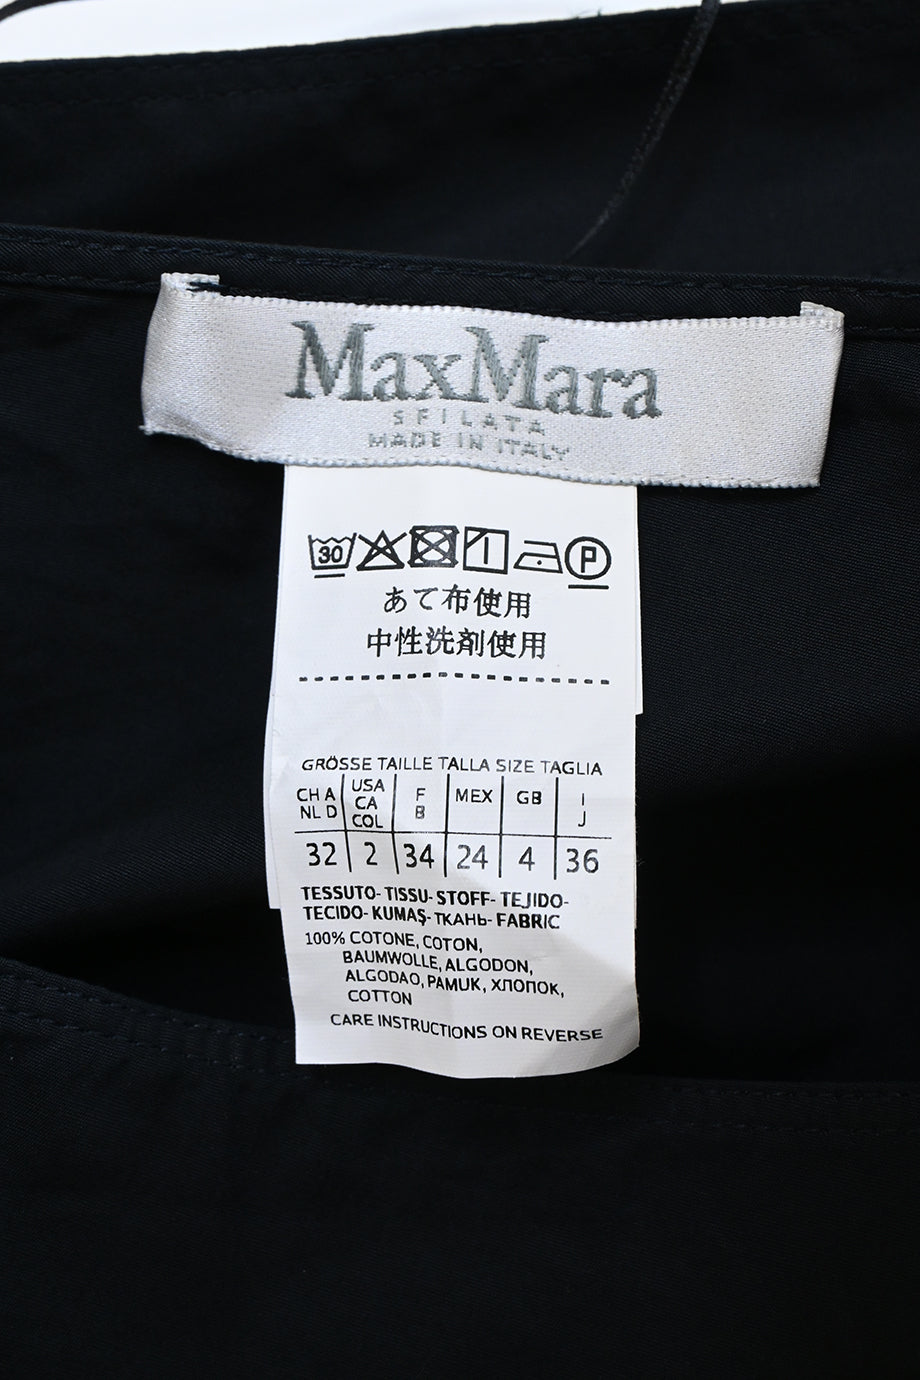 MaxMara
SFILATA
MADE IN ITALY
30 P
あて布使用
中性洗剤使用
GRÖSSE TAILLE TALLA SIZE TAGLIA
CH A NL D USA CA COL F B MEX GB I J
32 2 34 24 4 36
TESSUTO- TISSU- STOFF- TEJIDO-
TECIDO- KUMAŞ- ТКАНЬ- FABRIC
100% COTONE, COTON,
BAUMWOLLE, ALGODON,
ALGODAO, PAMUK, ХЛОПОК,
COTTON
CARE INSTRUCTIONS ON REVERSE